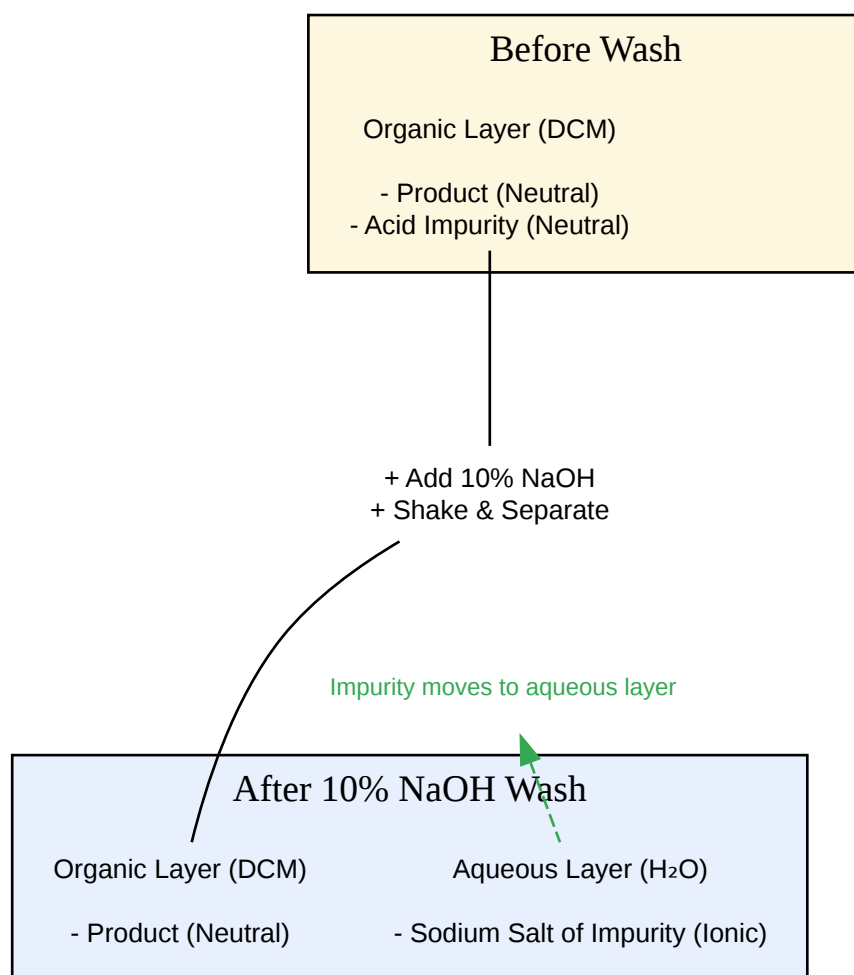 Before Wash
Organic Layer (DCM)
- Product (Neutral)
- Acid Impurity (Neutral)
+ Add 10% NaOH
+ Shake & Separate
Impurity moves to aqueous layer
After 10% NaOH Wash
Organic Layer (DCM)
- Product (Neutral)
Aqueous Layer (H₂O)
- Sodium Salt of Impurity (Ionic)